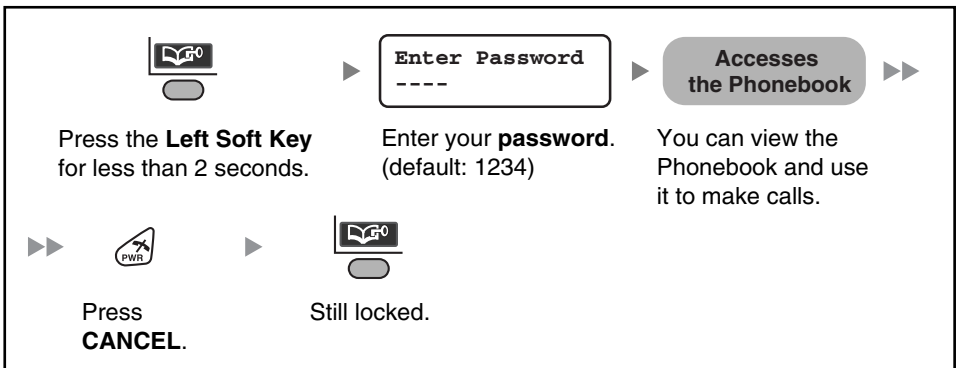 Enter Password
----
Accesses
the Phonebook
Press the Left Soft Key
for less than 2 seconds.
Enter your password.
(default: 1234)
You can view the
Phonebook and use
it to make calls.
PWR
Press
CANCEL.
Still locked.